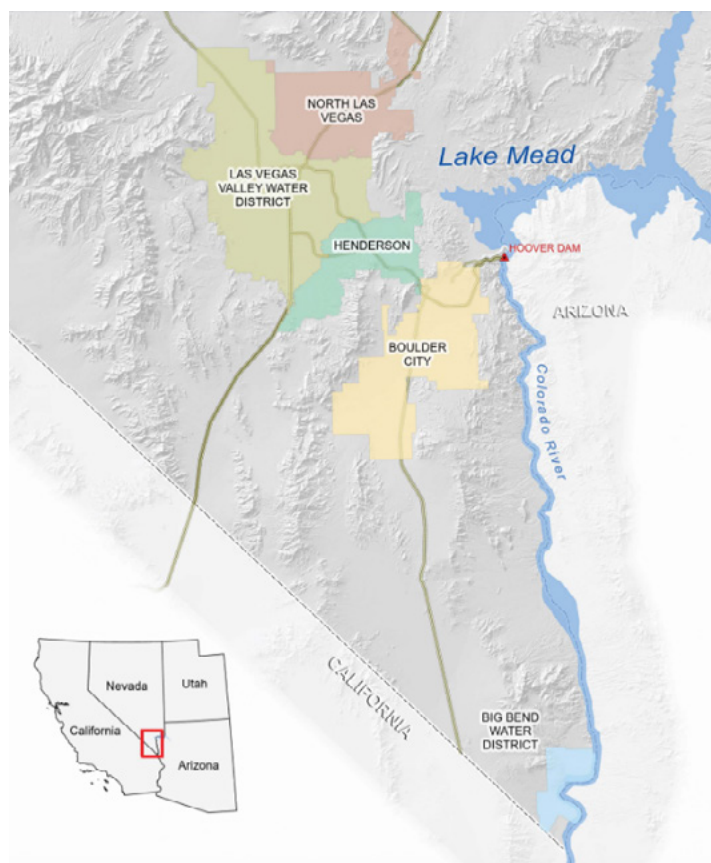 NORTH LAS
VEGAS
Lake Mead
LAS VEGAS
VALLEY WATER
DISTRICT
HENDERSON
HOOVER DAM
ARIZONA
BOULDER
CITY
Colorado River
CALIFORNIA
BIG BEND
WATER
DISTRICT
Nevada
Utah
California
Arizona